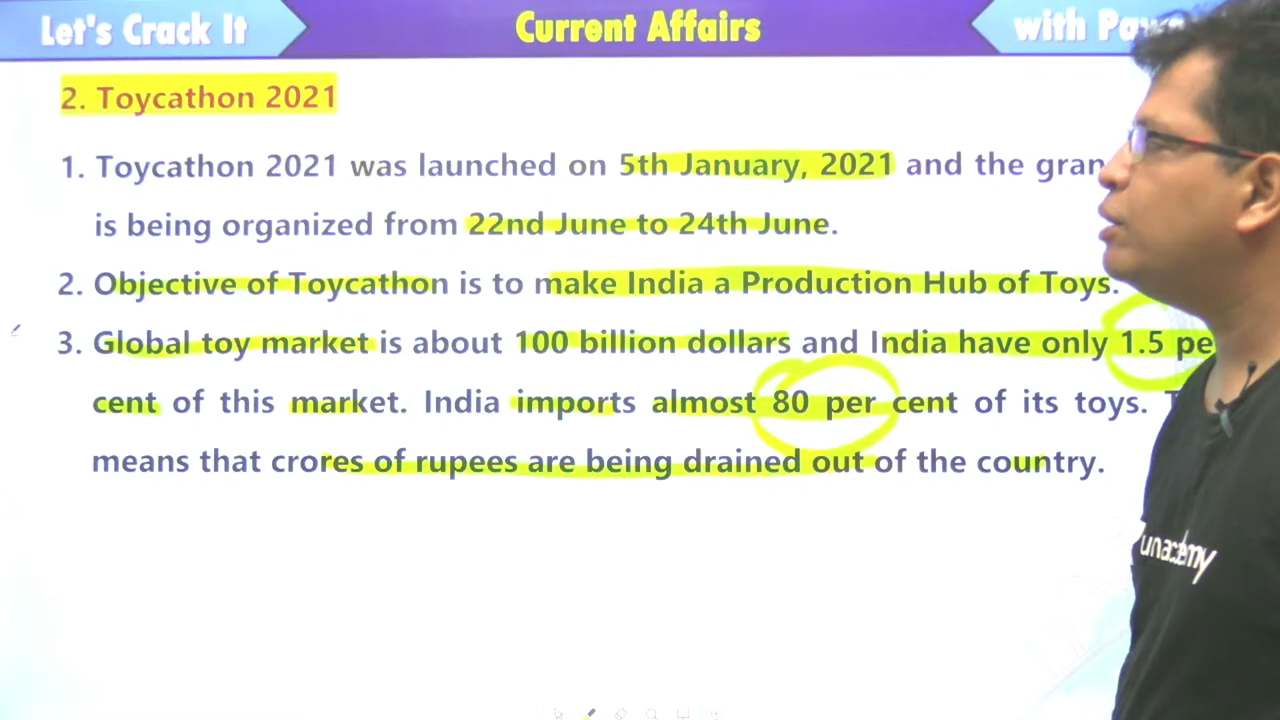 Let's Crack It
Current Affairs
with
2. Toycathon 2021
1. Toycathon 2021 was launched on 5th January, 2021 and the
is being organized from 22nd June to 24th June.
2. Objective of Toycathon is to make India a Production Hub of Toys.
3. Global toy market is about 100 billion dollars and India have only 1.5 pe
cent of this market. India imports almost 80 per cent of its toys.
means that crores of rupees are being drained out of the country.
unacademy